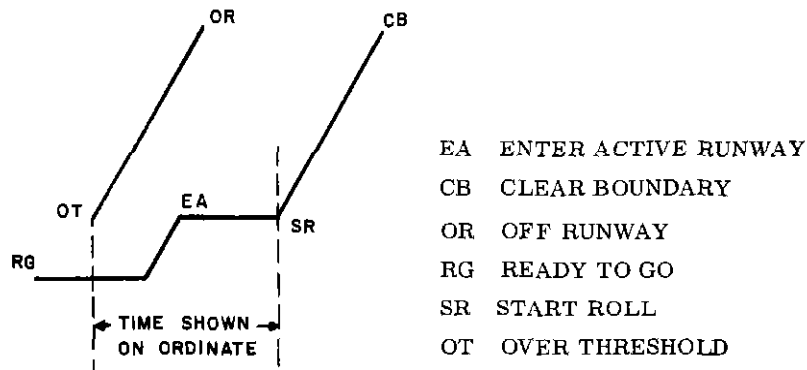 OR
CB
OT
EA
SR
RG
TIME SHOWN
ON ORDINATE
EA ENTER ACTIVE RUNWAY
CB CLEAR BOUNDARY
OR OFF RUNWAY
RG READY TO GO
SR START ROLL
OT OVER THRESHOLD